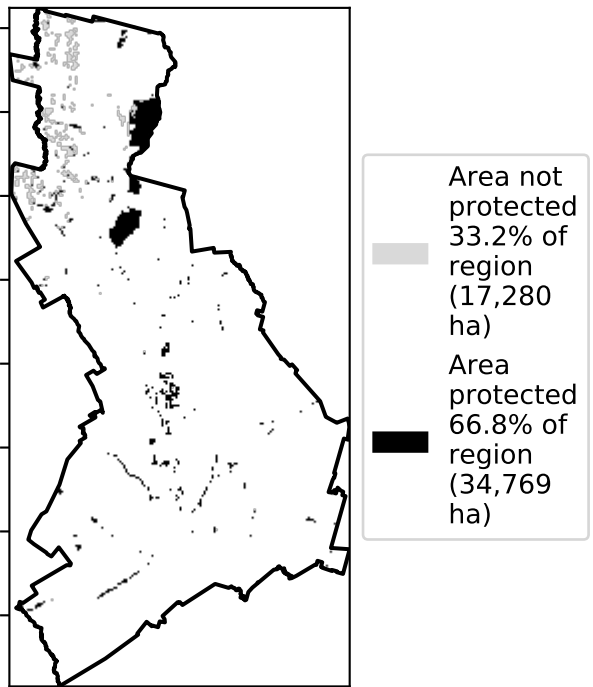 Area not
protected
33.2% of
region
(17,280
ha)
Area
protected
66.8% of
region
(34,769
ha)